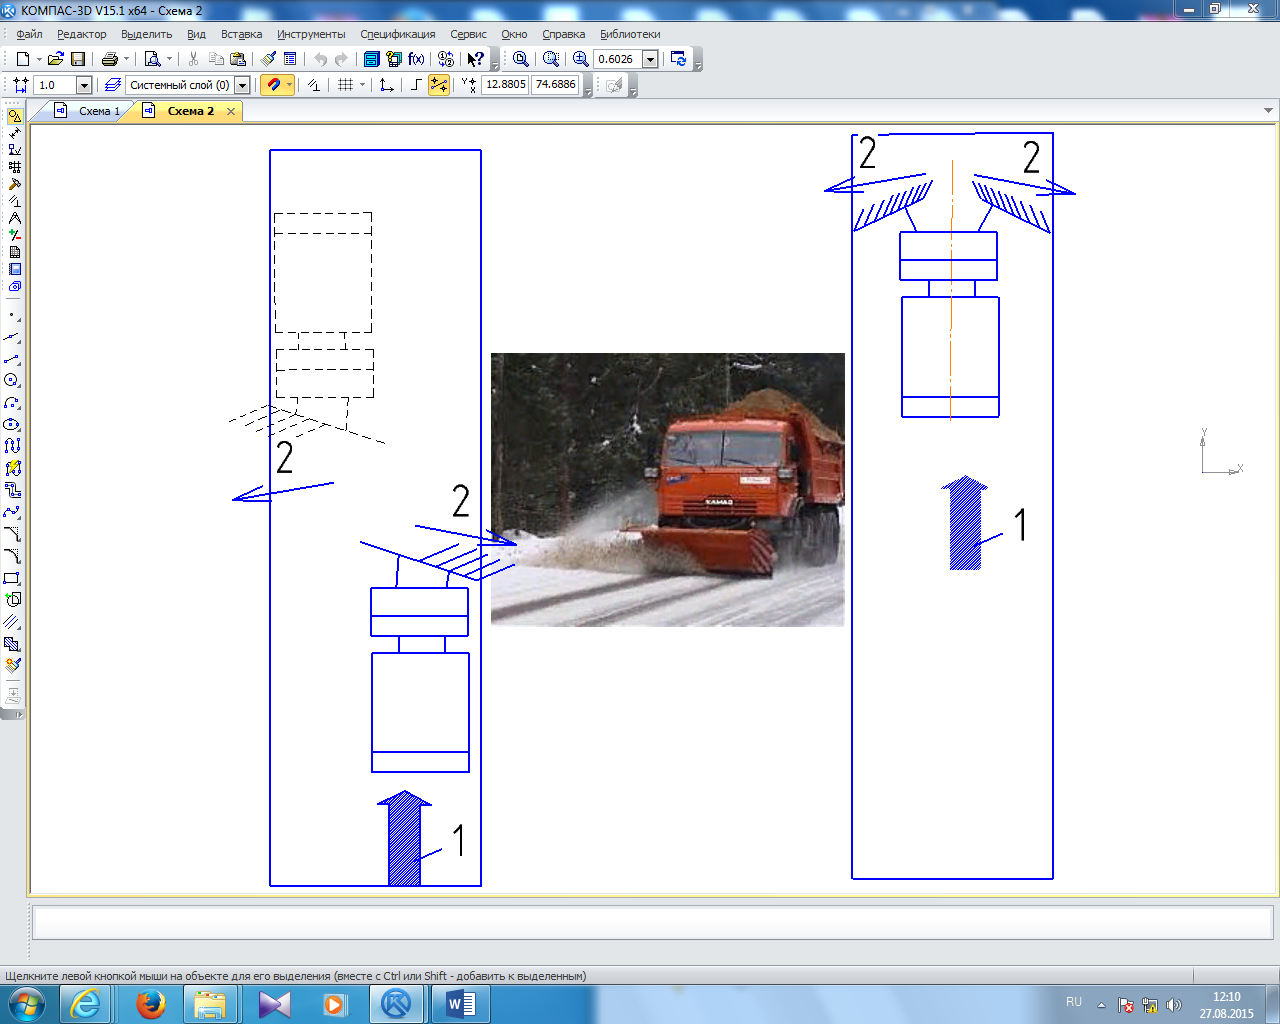 КОМПАС-3D V15.1 x64 - Схема 2
Файл Редактор Выделить Вид Вставка Инструменты Спецификация Сервис Окно Справка Библиотеки
f(x) 0.6026
1.0 Системный слой (0) 12.8805 74.6886
Схема 1 Схема 2
2 2
2
2
Y
X
KAMAZ
1
1
Щелкните левой кнопкой мыши на объекте для его выделения (вместе с Ctrl или Shift - добавить к выделенным)
RU 12:10
27.08.2015